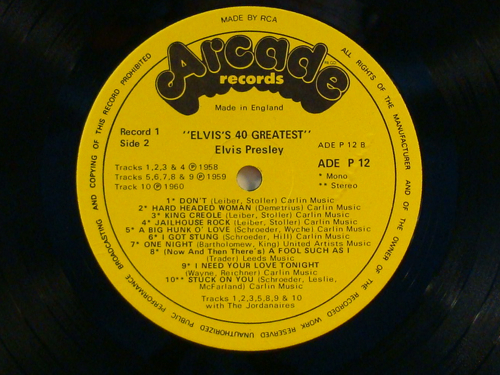 MADE BY RCA
ALL RIGHTS OF THE MANUFACTURER AND OF THE OWNER OF THE RECORDED WORK RESERVED UNAUTHORIZED PUBLIC PERFORMANCE BROADCASTING AND COPYING OF THIS RECORD PROHIBITED
Arcade
records
Made in England
Record 1
Side 2
"ELVIS'S 40 GREATEST"
Elvis Presley
ADE P 12 B
ADE P 12
* Mono
** Stereo
Tracks 1,2,3 & 4 ℗ 1958
Tracks 5,6,7,8 & 9 ℗ 1959
Track 10 ℗ 1960
1* DON'T (Leiber, Stoller) Carlin Music
2* HARD HEADED WOMAN (Demetrius) Carlin Music
3* KING CREOLE (Leiber, Stoller) Carlin Music
4* JAILHOUSE ROCK (Leiber, Stoller) Carlin Music
5* A BIG HUNK O' LOVE (Schroeder, Wyche) Carlin Music
6* I GOT STUNG (Schroeder, Hill) Carlin Music
7* ONE NIGHT (Bartholomew, King) United Artists Music
8* (Now And Then There's) A FOOL SUCH AS I
(Trader) Leeds Music
9* I NEED YOUR LOVE TONIGHT
(Wayne, Reichner) Carlin Music
10** STUCK ON YOU (Schroeder, Leslie,
McFarland) Carlin Music
Tracks 1,2,3,5,8,9 & 10
with The Jordanaires